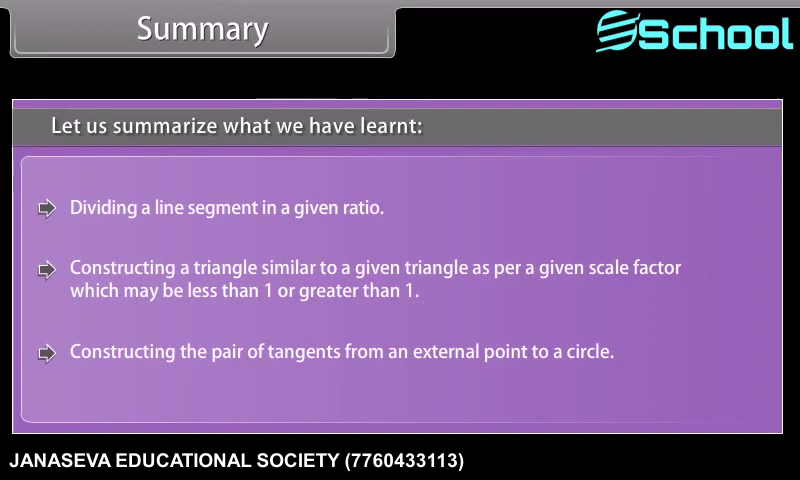 Summary
School
Let us summarize what we have learnt:
Dividing a line segment in a given ratio.
Constructing a triangle similar to a given triangle as per a given scale factor
which may be less than 1 or greater than 1.
Constructing the pair of tangents from an external point to a circle.
JANASEVA EDUCATIONAL SOCIETY (7760433113)